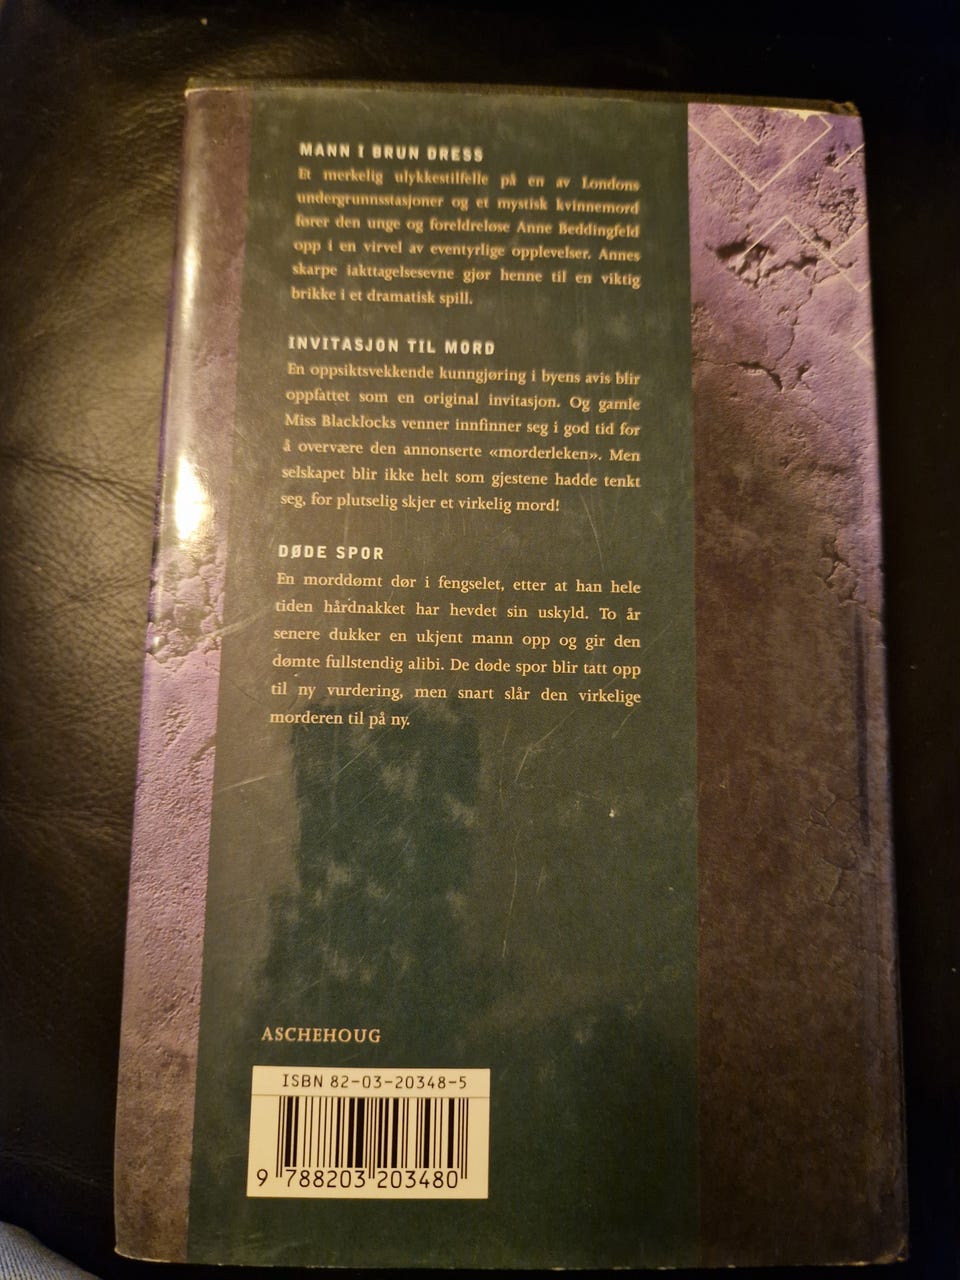 MANN I BRUN DRESS
Et merkelig ulykkestilfelle på en av Londons
undergrunnsstasjoner og et mystisk kvinnemord
fører den unge og foreldreløse Anne Beddingfeld
opp i en virvel av eventyrlige opplevelser. Annes
skarpe iakttagelsesevne gjør henne til en viktig
brikke i et dramatisk spill.
INVITASJON TIL MORD
En oppsiktsvekkende kunngjøring i byens avis blir
oppfattet som en original invitasjon. Og gamle
Miss Blacklocks venner innfinner seg i god tid for
å overvære den annonserte «morderleken». Men
selskapet blir ikke helt som gjestene hadde tenkt
seg, for plutselig skjer et virkelig mord!
DØDE SPOR
En morddømt dør i fengselet, etter at han hele
tiden hårdnakket har hevdet sin uskyld. To år
senere dukker en ukjent mann opp og gir den
dømte fullstendig alibi. De døde spor blir tatt opp
til ny vurdering, men snart slår den virkelige
morderen til på ny.
ASCHEHOUG
ISBN 82-03-20348-5
9 788203 203480